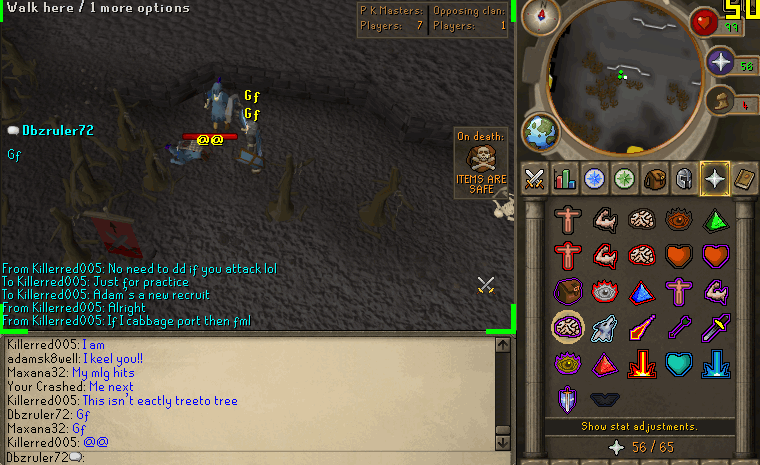 Walk here / 1 more options
P K Masters: Opposing clan:
Players: 7 Players: 1
50
99
56
4
Gf
Gf
@@
Dbzruler72
Gf
On death:
ITEMS ARE
SAFE
From Killerred005: No need to dd if you attack lol
To Killerred005: Just for practice
To Killerred005: Adam's a new recruit
From Killerred005: Alright
From Killerred005: If I cabbage port then fml
Killerred005: I am
adamsk8well: I keel you!!
Maxana32: My mlg hits
Your Crashed: Me next
Killerred005: This isn't eactly treeto tree
Dbzruler72: Gf
Maxana32: Gf
Killerred005: @@
Dbzruler72:
Show stat adjustments.
56 / 65